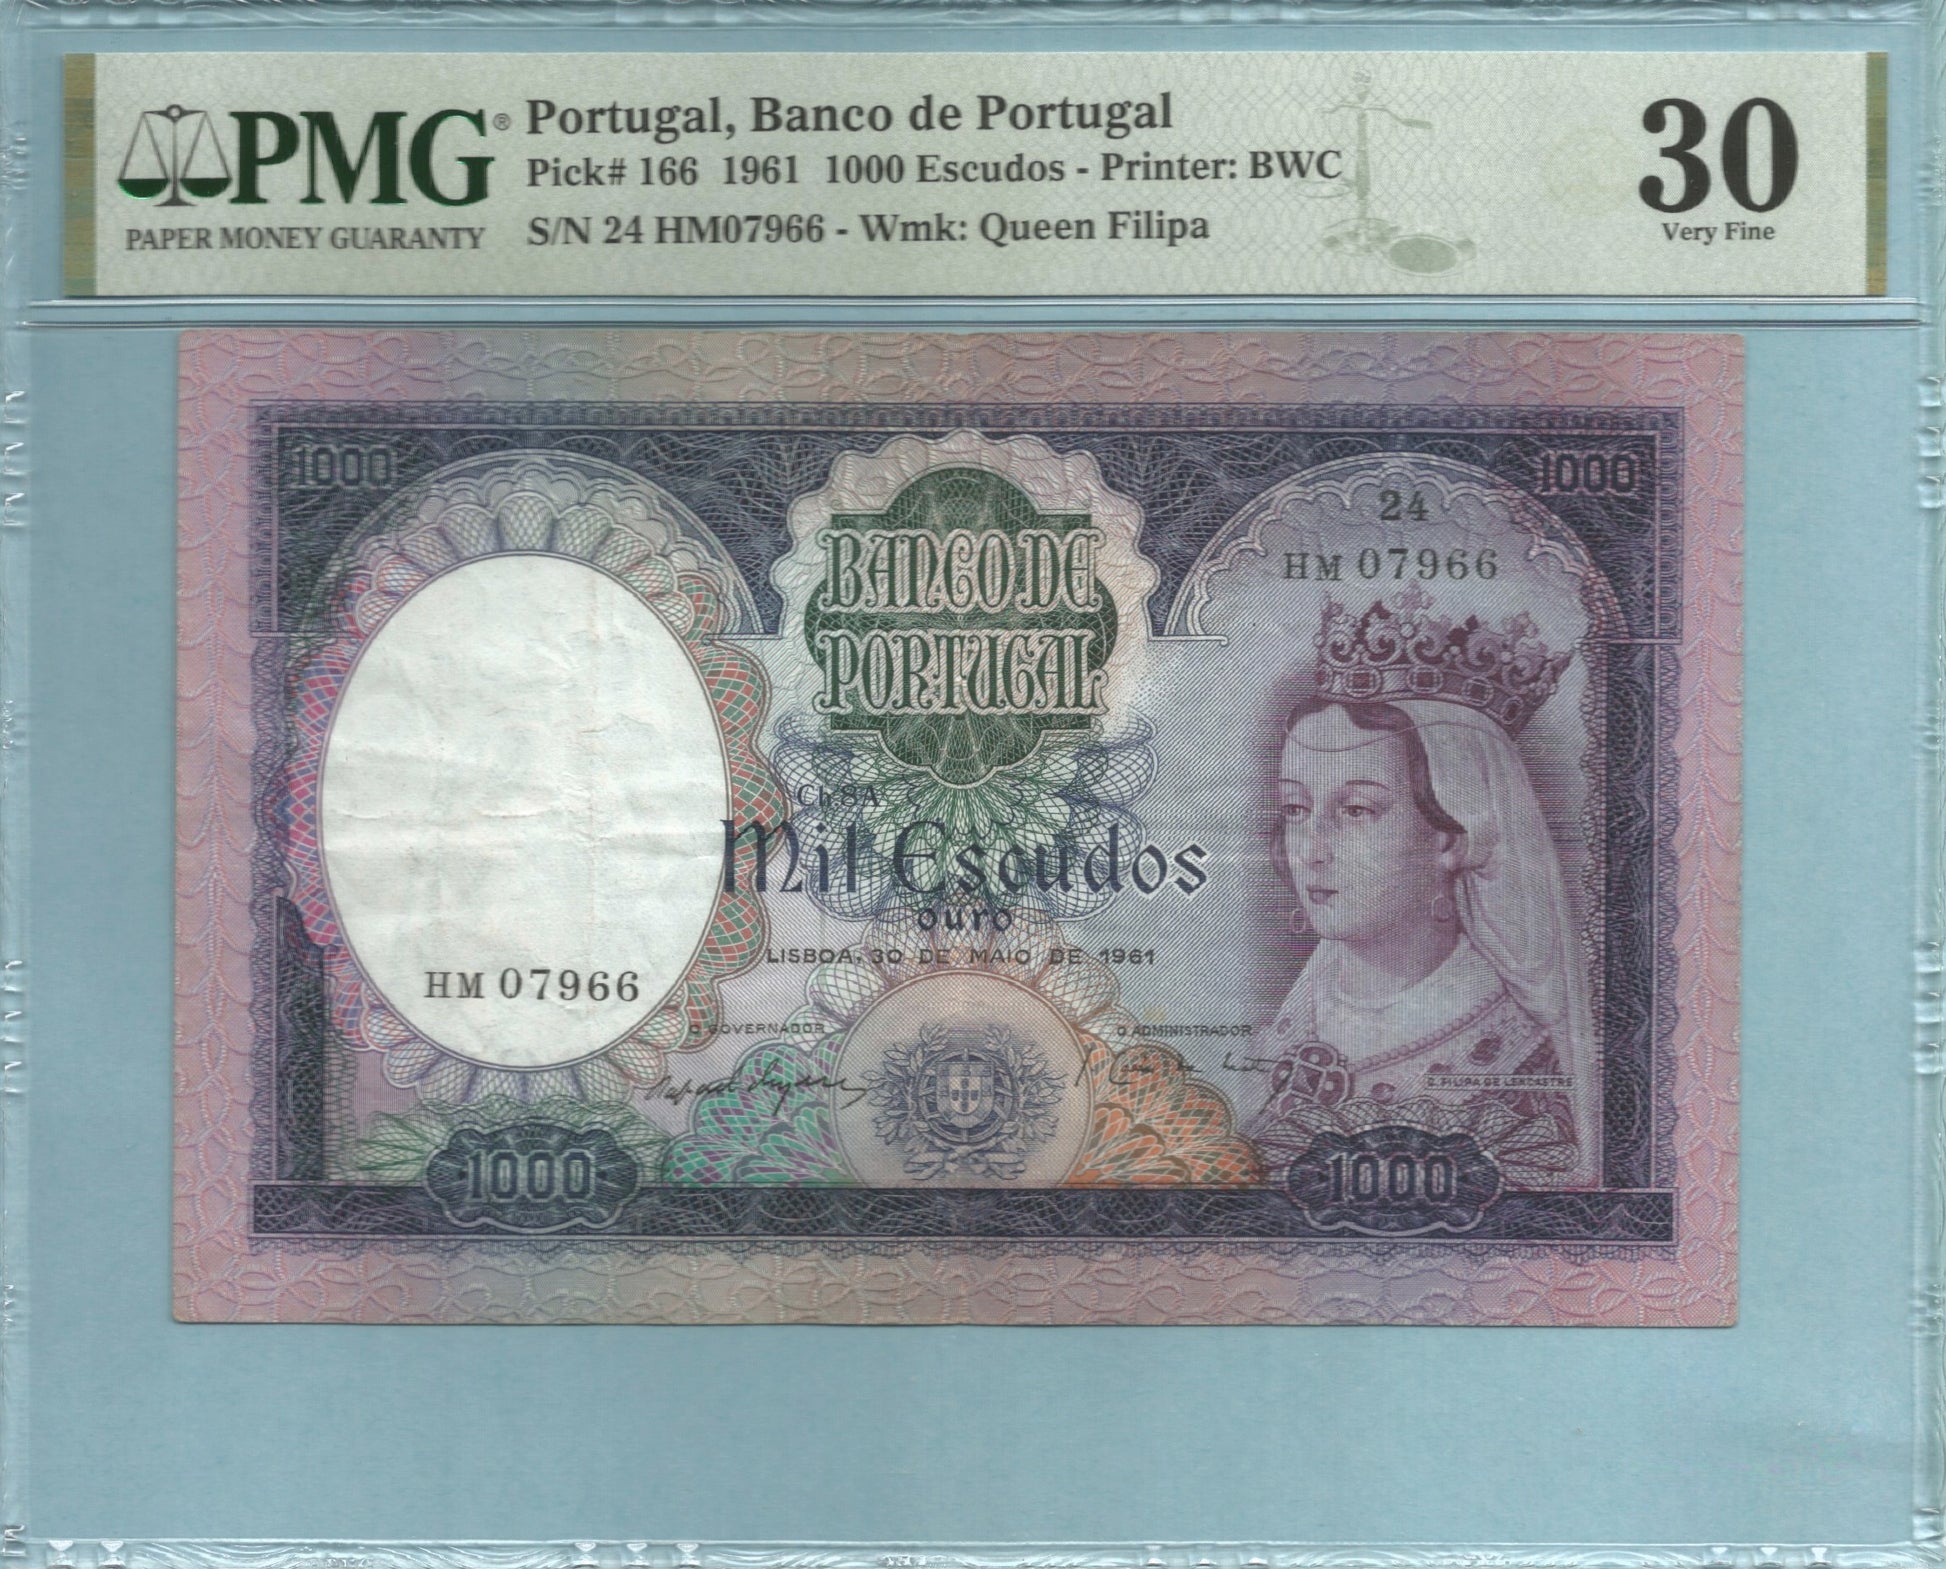 PMG®
PAPER MONEY GUARANTY
Portugal, Banco de Portugal
Pick# 166 1961 1000 Escudos - Printer: BWC
S/N 24 HM07966 - Wmk: Queen Filipa
30
Very Fine
1000
1000
24
HM 07966
BANCO DE
PORTUGAL
Ch.8A
Mil Escudos
ouro
LISBOA, 30 DE MAIO DE 1961
HM 07966
O GOVERNADOR
O ADMINISTRADOR
D. FILIPA DE LENCASTRE
1000
1000